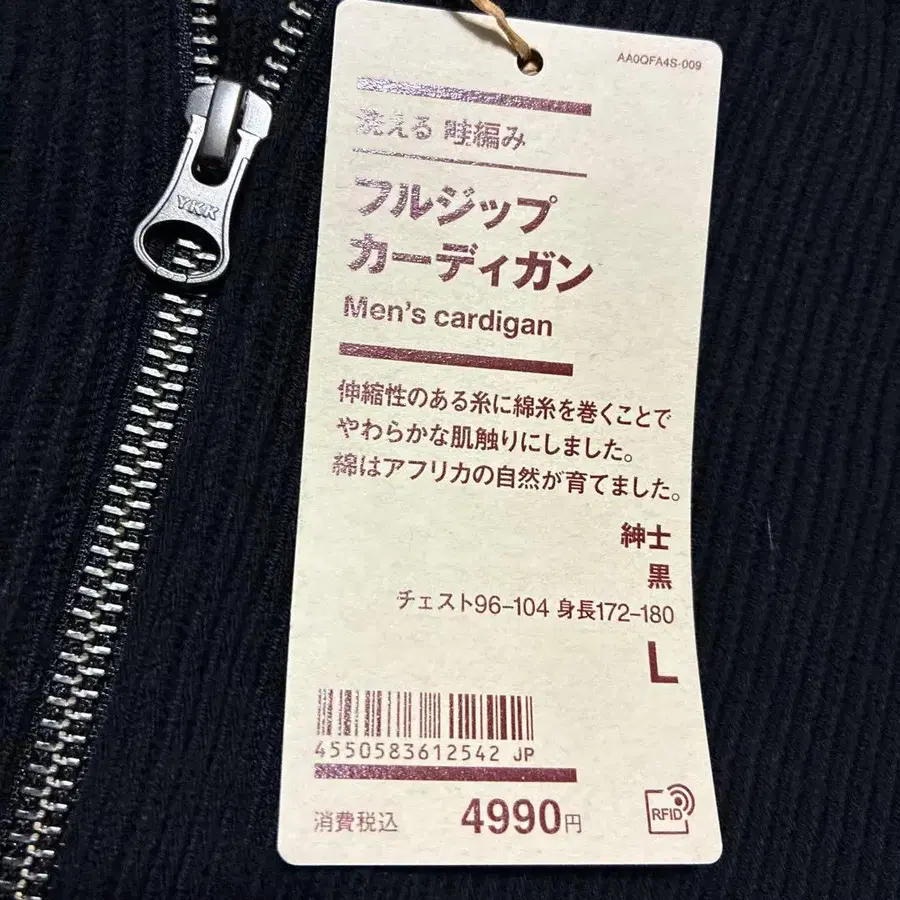 YKK
AA0QFA4S-009
洗える 畦編み
フルジップ
カーディガン
Men's cardigan
伸縮性のある糸に綿糸を巻くことで
やわらかな肌触りにしました。
綿はアフリカの自然が育てました。
紳士
黒
チェスト96-104 身長172-180
L
4550583612542 JP
消費税込 4990円
RFID